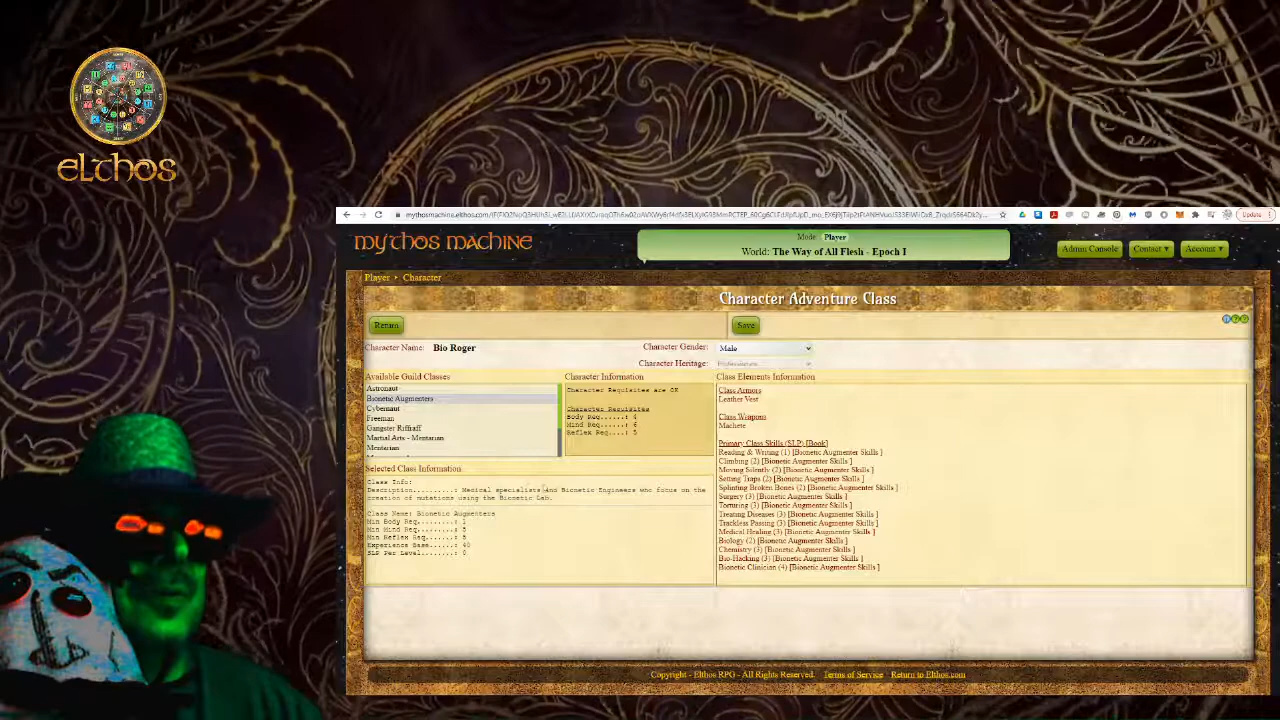 ELTHOS
MYTHOS MACHINE
Mode: Player
World: The Way of All Flesh - Epoch I
Admin Console
Contact ▾
Account ▾
Update
Player ▸ Character
Character Adventure Class
Return
Save
Character Name: Bio Roger
Character Gender: Male
Character Heritage:
Available Guild Classes
Astronaut
Bionetic Augmenters
Cybernaut
Freeman
Gangster Riffraff
Martial Arts - Mentarian
Mentarian
Character Information
Character Requisites are OK
Character Requisites
Body Req......: 4
Mind Req......: 6
Reflex Req....: 5
Class Elements Information
Class Armors
Leather Vest
Class Weapons
Machete
Primary Class Skills (SLP) [Book]
Reading & Writing (1) [Bionetic Augmenter Skills ]
Climbing (2) [Bionetic Augmenter Skills ]
Moving Silently (2) [Bionetic Augmenter Skills ]
Setting Traps (2) [Bionetic Augmenter Skills ]
Splinting Broken Bones (2) [Bionetic Augmenter Skills ]
Surgery (3) [Bionetic Augmenter Skills ]
Torturing (3) [Bionetic Augmenter Skills ]
Treating Diseases (3) [Bionetic Augmenter Skills ]
Trackless Passing (3) [Bionetic Augmenter Skills ]
Medical Healing (3) [Bionetic Augmenter Skills ]
Biology (2) [Bionetic Augmenter Skills ]
Chemistry (3) [Bionetic Augmenter Skills ]
Bio-Hacking (3) [Bionetic Augmenter Skills ]
Bionetic Clinician (4) [Bionetic Augmenter Skills ]
Selected Class Information
Class Info:
Description..........: Medical specialists and Bionetic Engineers who focus on the
creation of mutations using the Bionetic Lab.
Class Name: Bionetic Augmenters
Min Body Req........: 1
Min Mind Req........: 5
Min Reflex Req......: 5
Experience Base.....: 40
SLP Per Level.......: 0
Copyright - Elthos RPG - All Rights Reserved. Terms of Service Return to Elthos.com